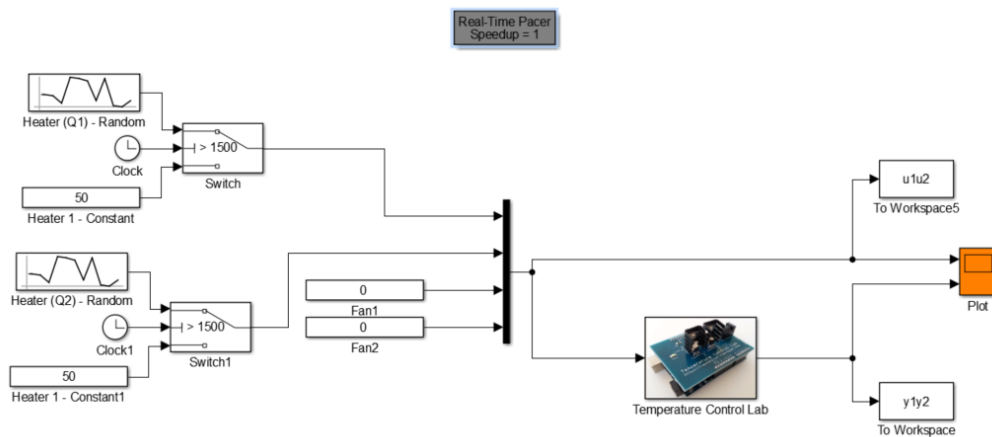 Real-Time Pacer
Speedup = 1
Heater (Q1) - Random
Clock
> 1500
Switch
50
Heater 1 - Constant
Heater (Q2) - Random
Clock1
> 1500
Switch1
50
Heater 1 - Constant1
0
Fan1
0
Fan2
Temperature Control Lab
u1u2
To Workspace5
Plot
y1y2
To Workspace